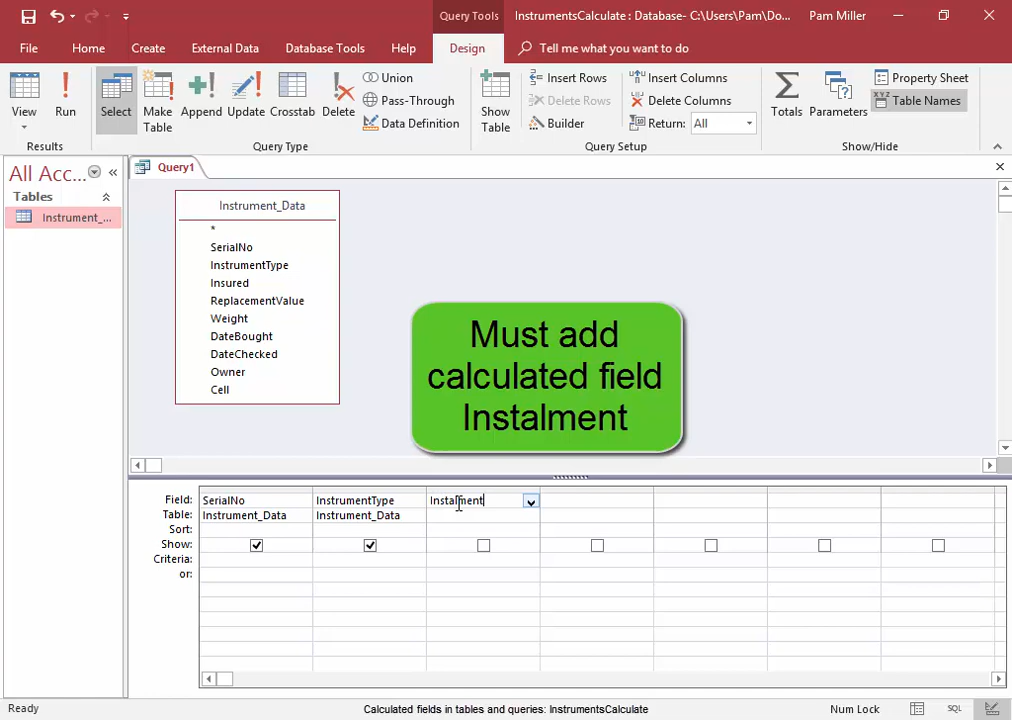 Query Tools
InstrumentsCalculate : Database- C:\Users\Pam\Do...
Pam Miller
File
Home
Create
External Data
Database Tools
Help
Design
Tell me what you want to do
View
Run
Select
Make
Table
Append
Update
Crosstab
Delete
Union
Pass-Through
Data Definition
Show
Table
Insert Rows
Delete Rows
Builder
Insert Columns
Delete Columns
Return: All
Totals
Parameters
Property Sheet
XYZ
Table Names
Results
Query Type
Query Setup
Show/Hide
All Acc...
Tables
Instrument_...
Query1
Instrument_Data
*
SerialNo
InstrumentType
Insured
ReplacementValue
Weight
DateBought
DateChecked
Owner
Cell
Must add
calculated field
Instalment
Field: SerialNo InstrumentType Instalment
Table: Instrument_Data Instrument_Data
Sort:
Show:
Criteria:
or:
Ready
Calculated fields in tables and queries: InstrumentsCalculate
Num Lock
SQL